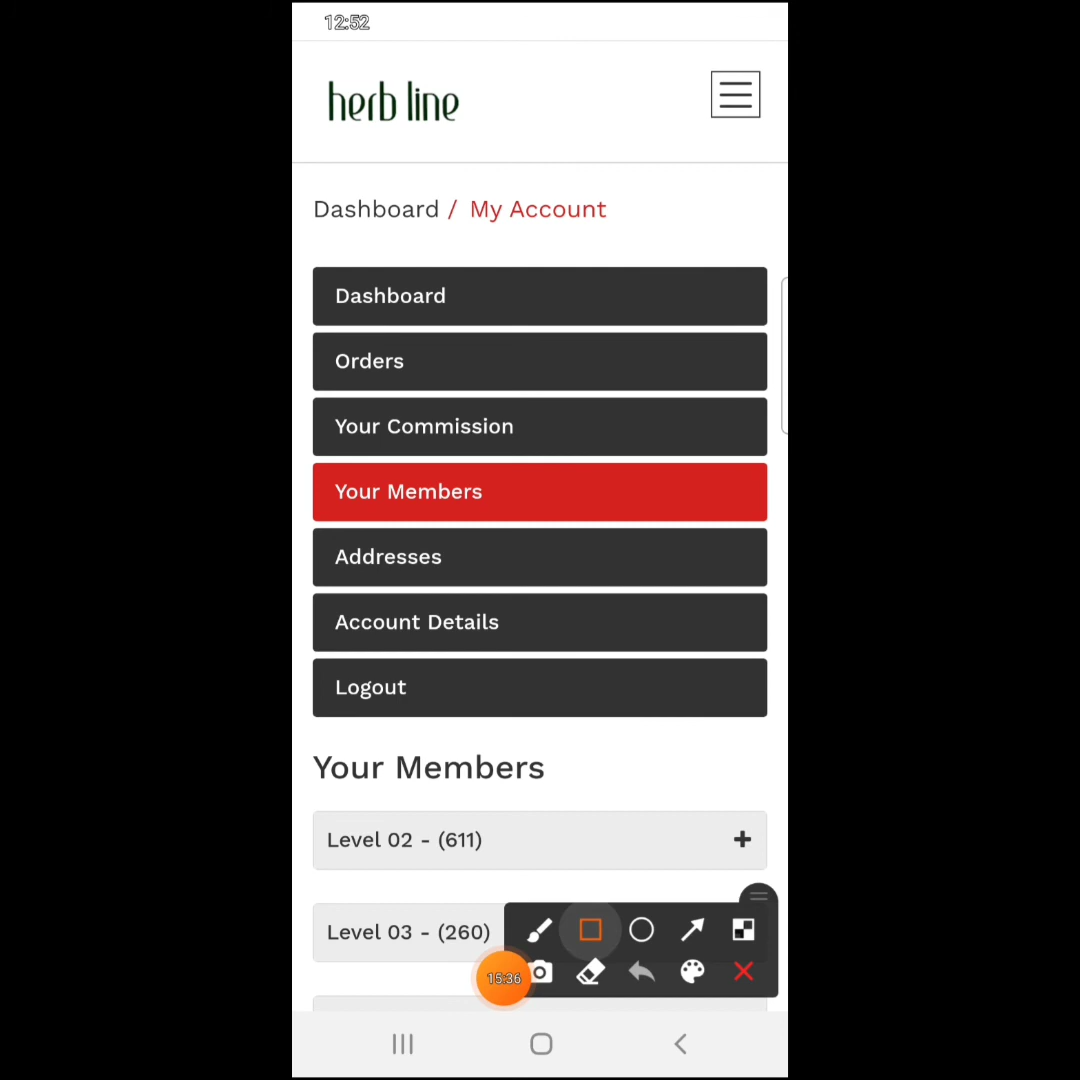 12:52
herb line
Dashboard / My Account
Dashboard
Orders
Your Commission
Your Members
Addresses
Account Details
Logout
Your Members
Level 02 - (611)
Level 03 - (260)
15:36